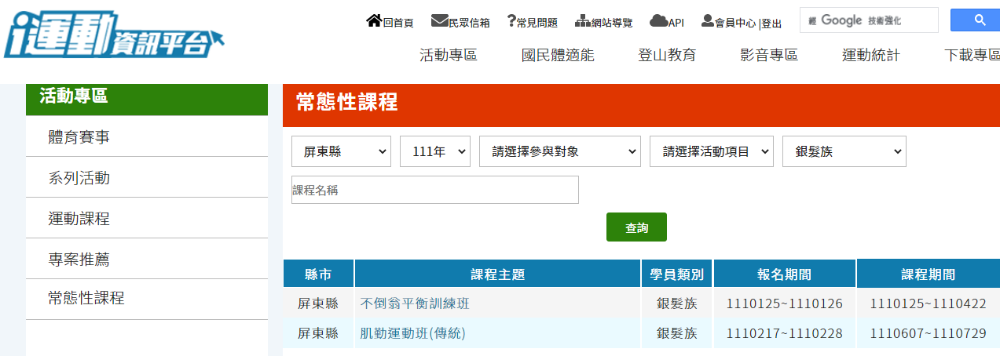 i運動資訊平台
回首頁 民眾信箱 常見問題 網站導覽 API 會員中心 |登出 經 Google 技術強化
活動專區 國民體適能 登山教育 影音專區 運動統計 下載專區
活動專區
體育賽事
系列活動
運動課程
專案推薦
常態性課程
常態性課程
屏東縣 111年 請選擇參與對象 請選擇活動項目 銀髮族
課程名稱
查詢
縣市 課程主題 學員類別 報名期間 課程期間
屏東縣 不倒翁平衡訓練班 銀髮族 1110125~1110126 1110125~1110422
屏東縣 肌勤運動班(傳統) 銀髮族 1110217~1110228 1110607~1110729